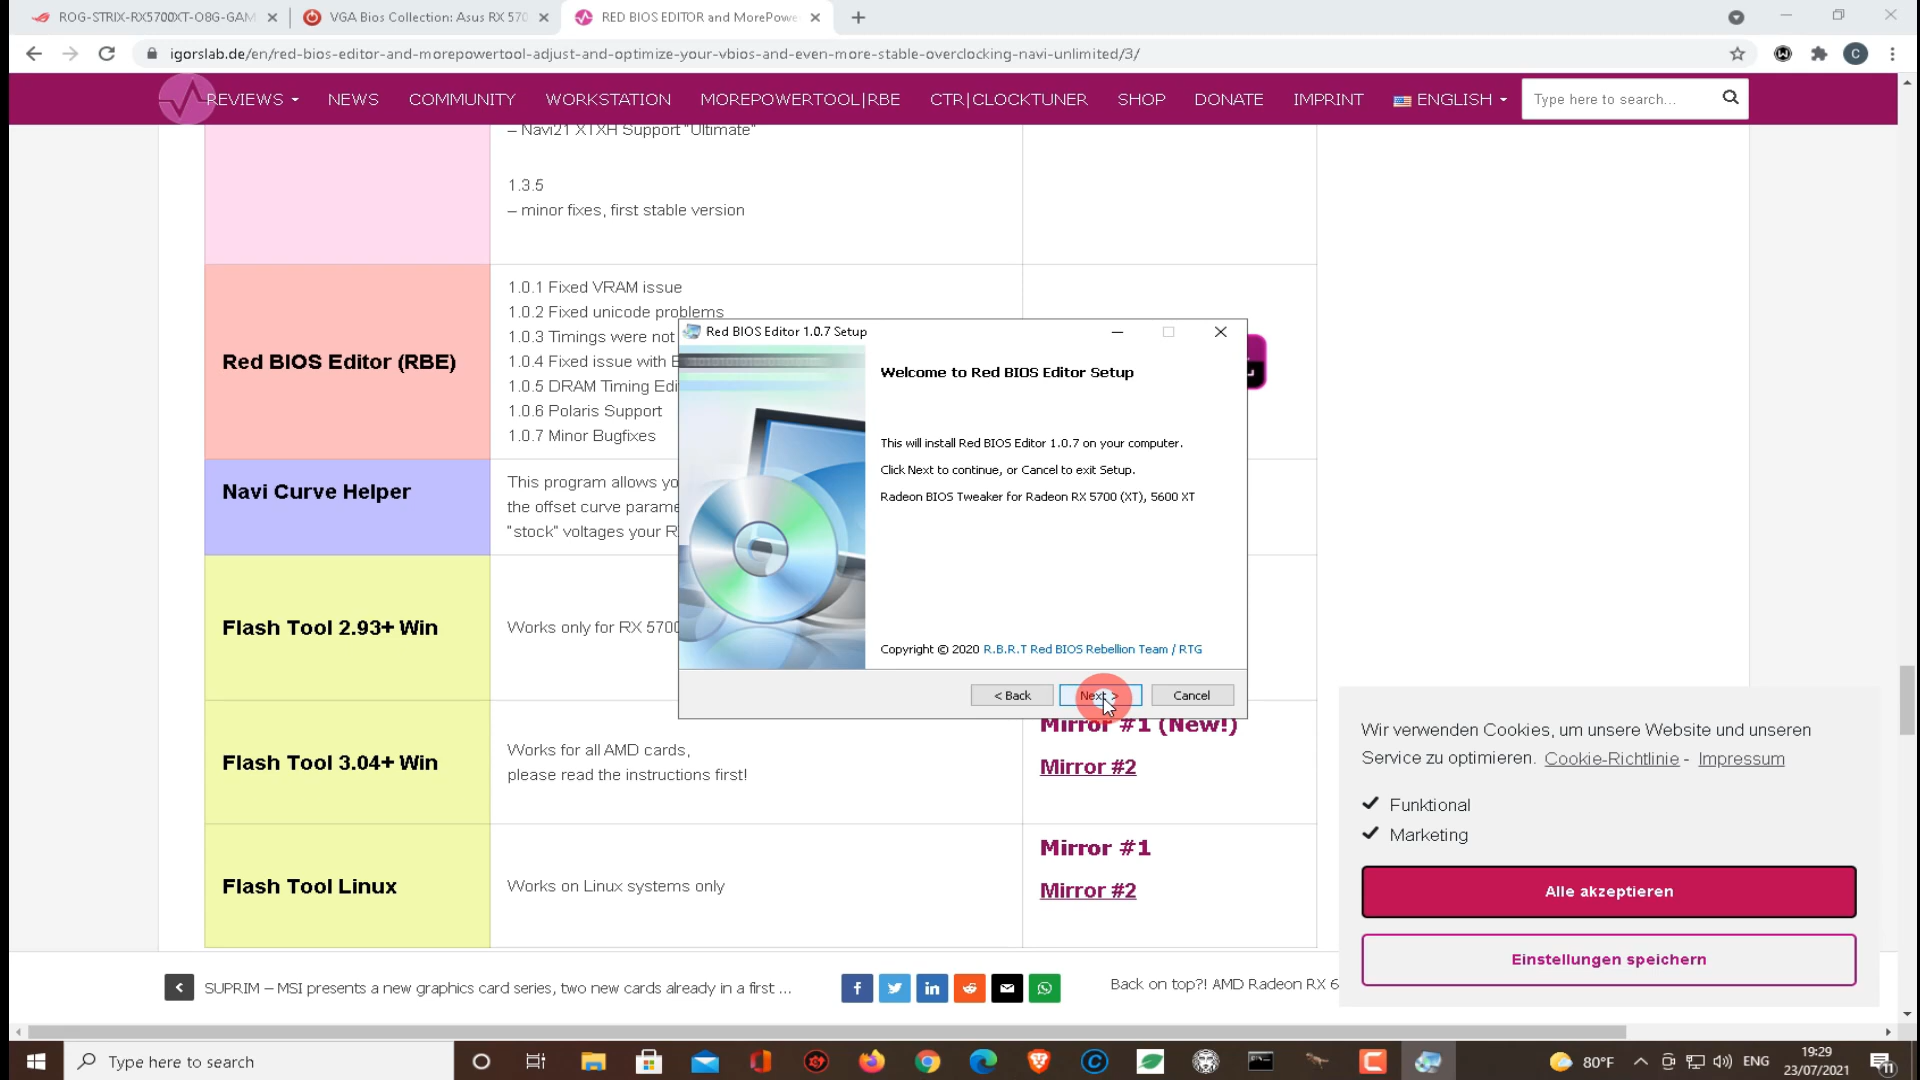 ROG-STRIX-RX5700XT-O8G-GAM
VGA Bios Collection: Asus RX 570
RED BIOS EDITOR and MorePowe
igorslab.de/en/red-bios-editor-and-morepowertool-adjust-and-optimize-your-vbios-and-even-more-stable-overclocking-navi-unlimited/3/
C
REVIEWS
NEWS
COMMUNITY
WORKSTATION
MOREPOWERTOOL|RBE
CTR|CLOCKTUNER
SHOP
DONATE
IMPRINT
ENGLISH
Type here to search...
– Navi21 XTXH Support "Ultimate"
1.3.5
– minor fixes, first stable version
Red BIOS Editor (RBE)
1.0.1 Fixed VRAM issue
1.0.2 Fixed unicode problems
1.0.3 Timings were not
1.0.4 Fixed issue with
1.0.5 DRAM Timing Edi
1.0.6 Polaris Support
1.0.7 Minor Bugfixes
Red BIOS Editor 1.0.7 Setup
Welcome to Red BIOS Editor Setup
This will install Red BIOS Editor 1.0.7 on your computer.
Click Next to continue, or Cancel to exit Setup.
Radeon BIOS Tweaker for Radeon RX 5700 (XT), 5600 XT
Copyright © 2020 R.B.R.T Red BIOS Rebellion Team / RTG
< Back
Next >
Cancel
Navi Curve Helper
This program allows yo
the offset curve parame
"stock" voltages your R
Flash Tool 2.93+ Win
Works only for RX 5700
Flash Tool 3.04+ Win
Works for all AMD cards,
please read the instructions first!
Mirror #1 (New!)
Mirror #2
Flash Tool Linux
Works on Linux systems only
Mirror #1
Mirror #2
Wir verwenden Cookies, um unsere Website und unseren
Service zu optimieren. Cookie-Richtlinie - Impressum
Funktional
Marketing
Alle akzeptieren
Einstellungen speichern
SUPRIM – MSI presents a new graphics card series, two new cards already in a first ...
Back on top?! AMD Radeon RX 6
Type here to search
80°F
ENG
19:29
23/07/2021
11